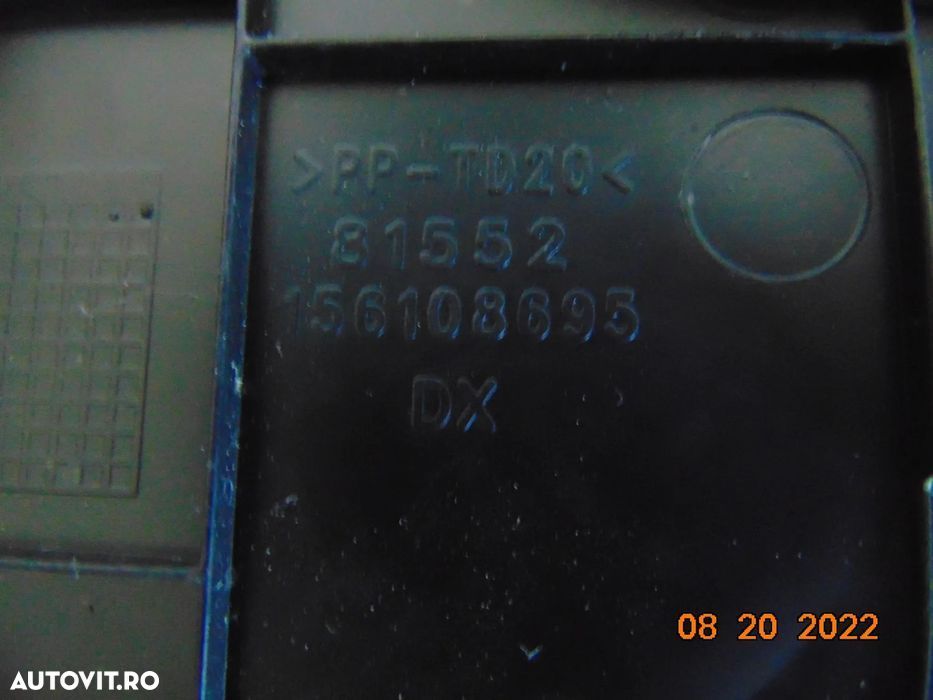 >PP-TD20<
81552
156108695
DX
08 20 2022
AUTOVIT.RO